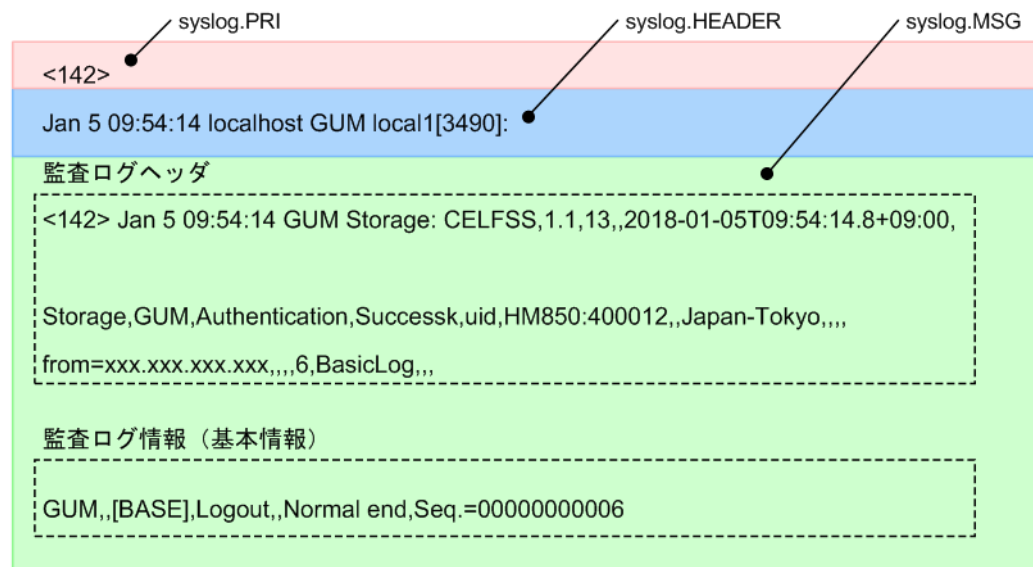 syslog.PRI syslog.HEADER syslog.MSG
<142>
Jan 5 09:54:14 localhost GUM local1[3490]:
監査ログヘッダ
<142> Jan 5 09:54:14 GUM Storage: CELFSS,1.1,13,,2018-01-05T09:54:14.8+09:00,
Storage,GUM,Authentication,Successk,uid,HM850:400012,,Japan-Tokyo,,,,
from=xxx.xxx.xxx.xxx,,,,6,BasicLog,,,
監査ログ情報（基本情報）
GUM,,[BASE],Logout,,Normal end,Seq.=00000000006